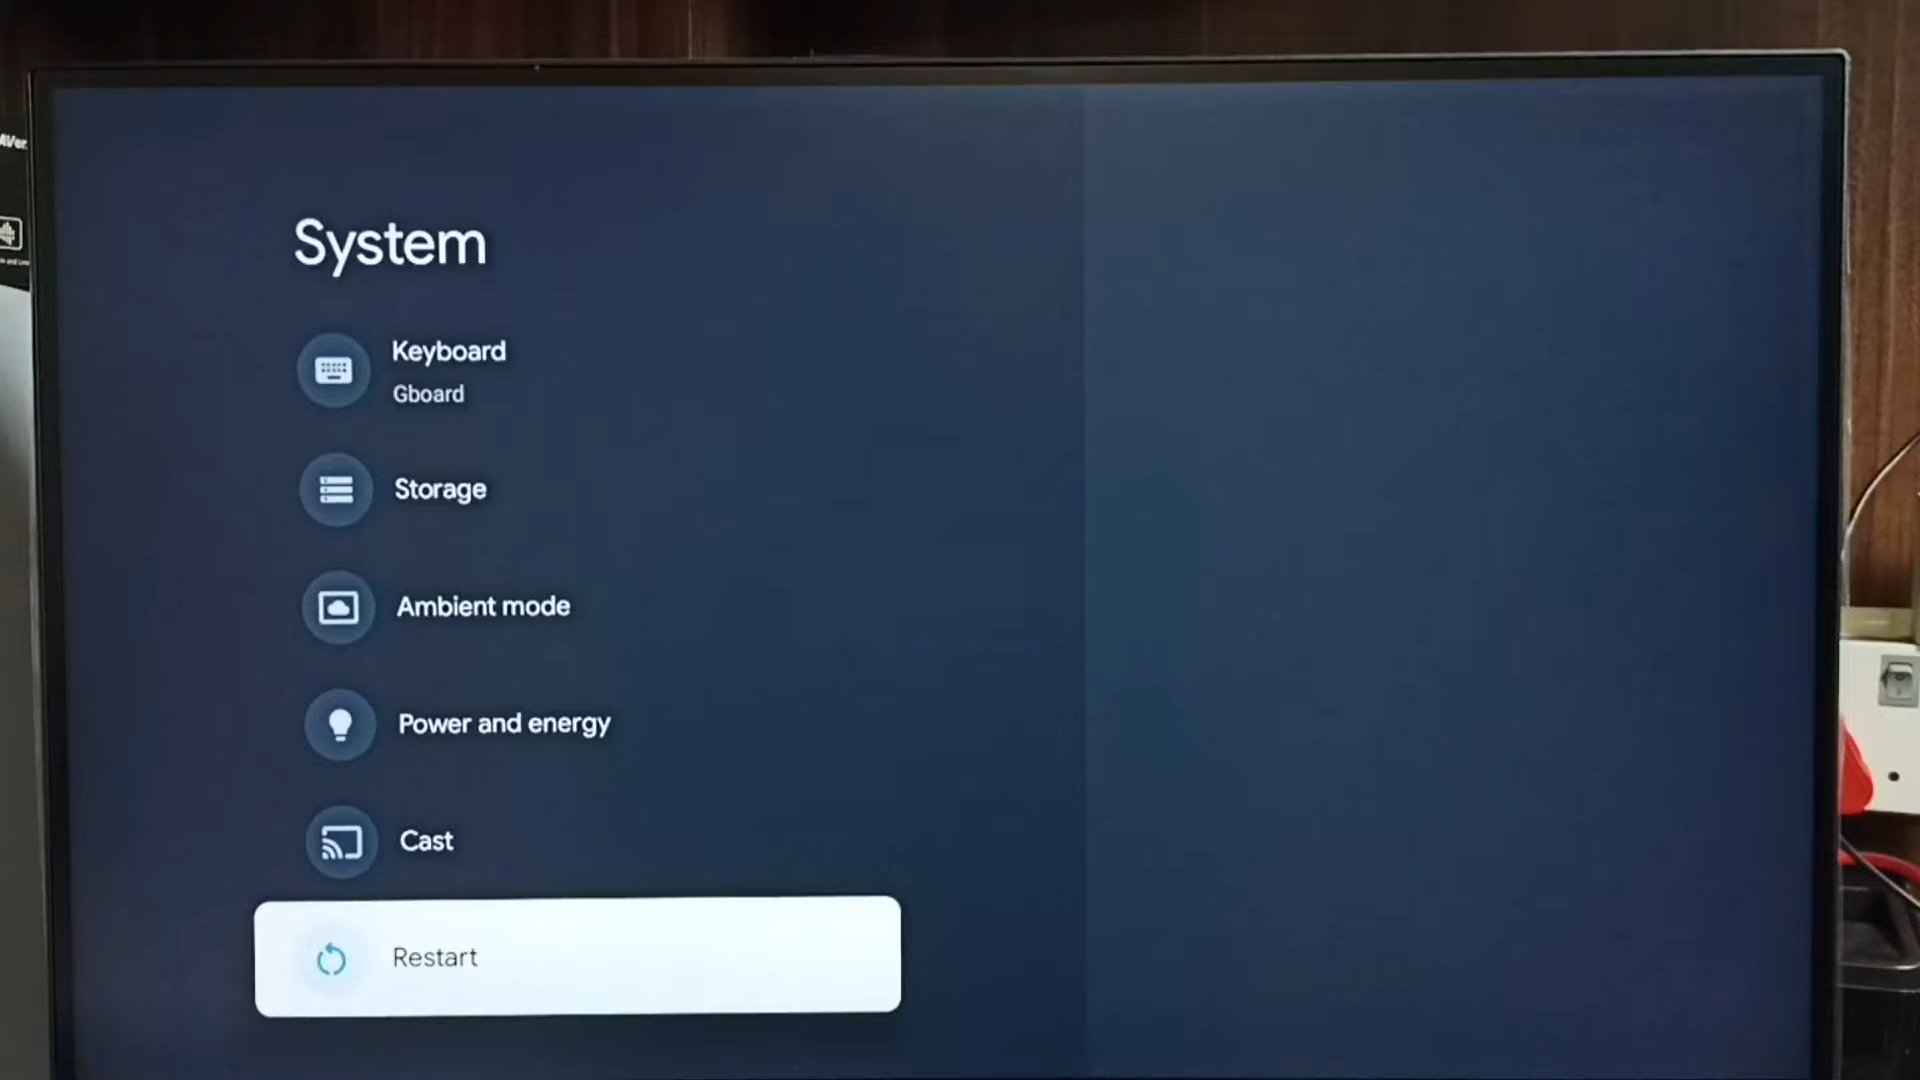 System
Keyboard
Gboard
Storage
Ambient mode
Power and energy
Cast
Restart